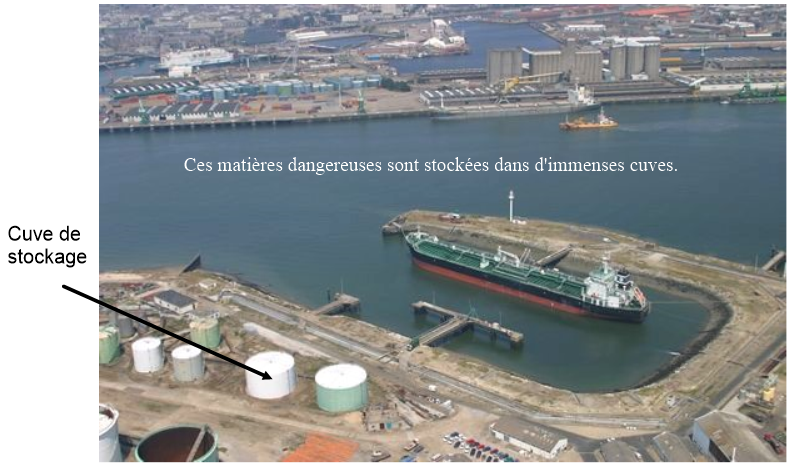 Ces matières dangereuses sont stockées dans d'immenses cuves.
Cuve de
stockage